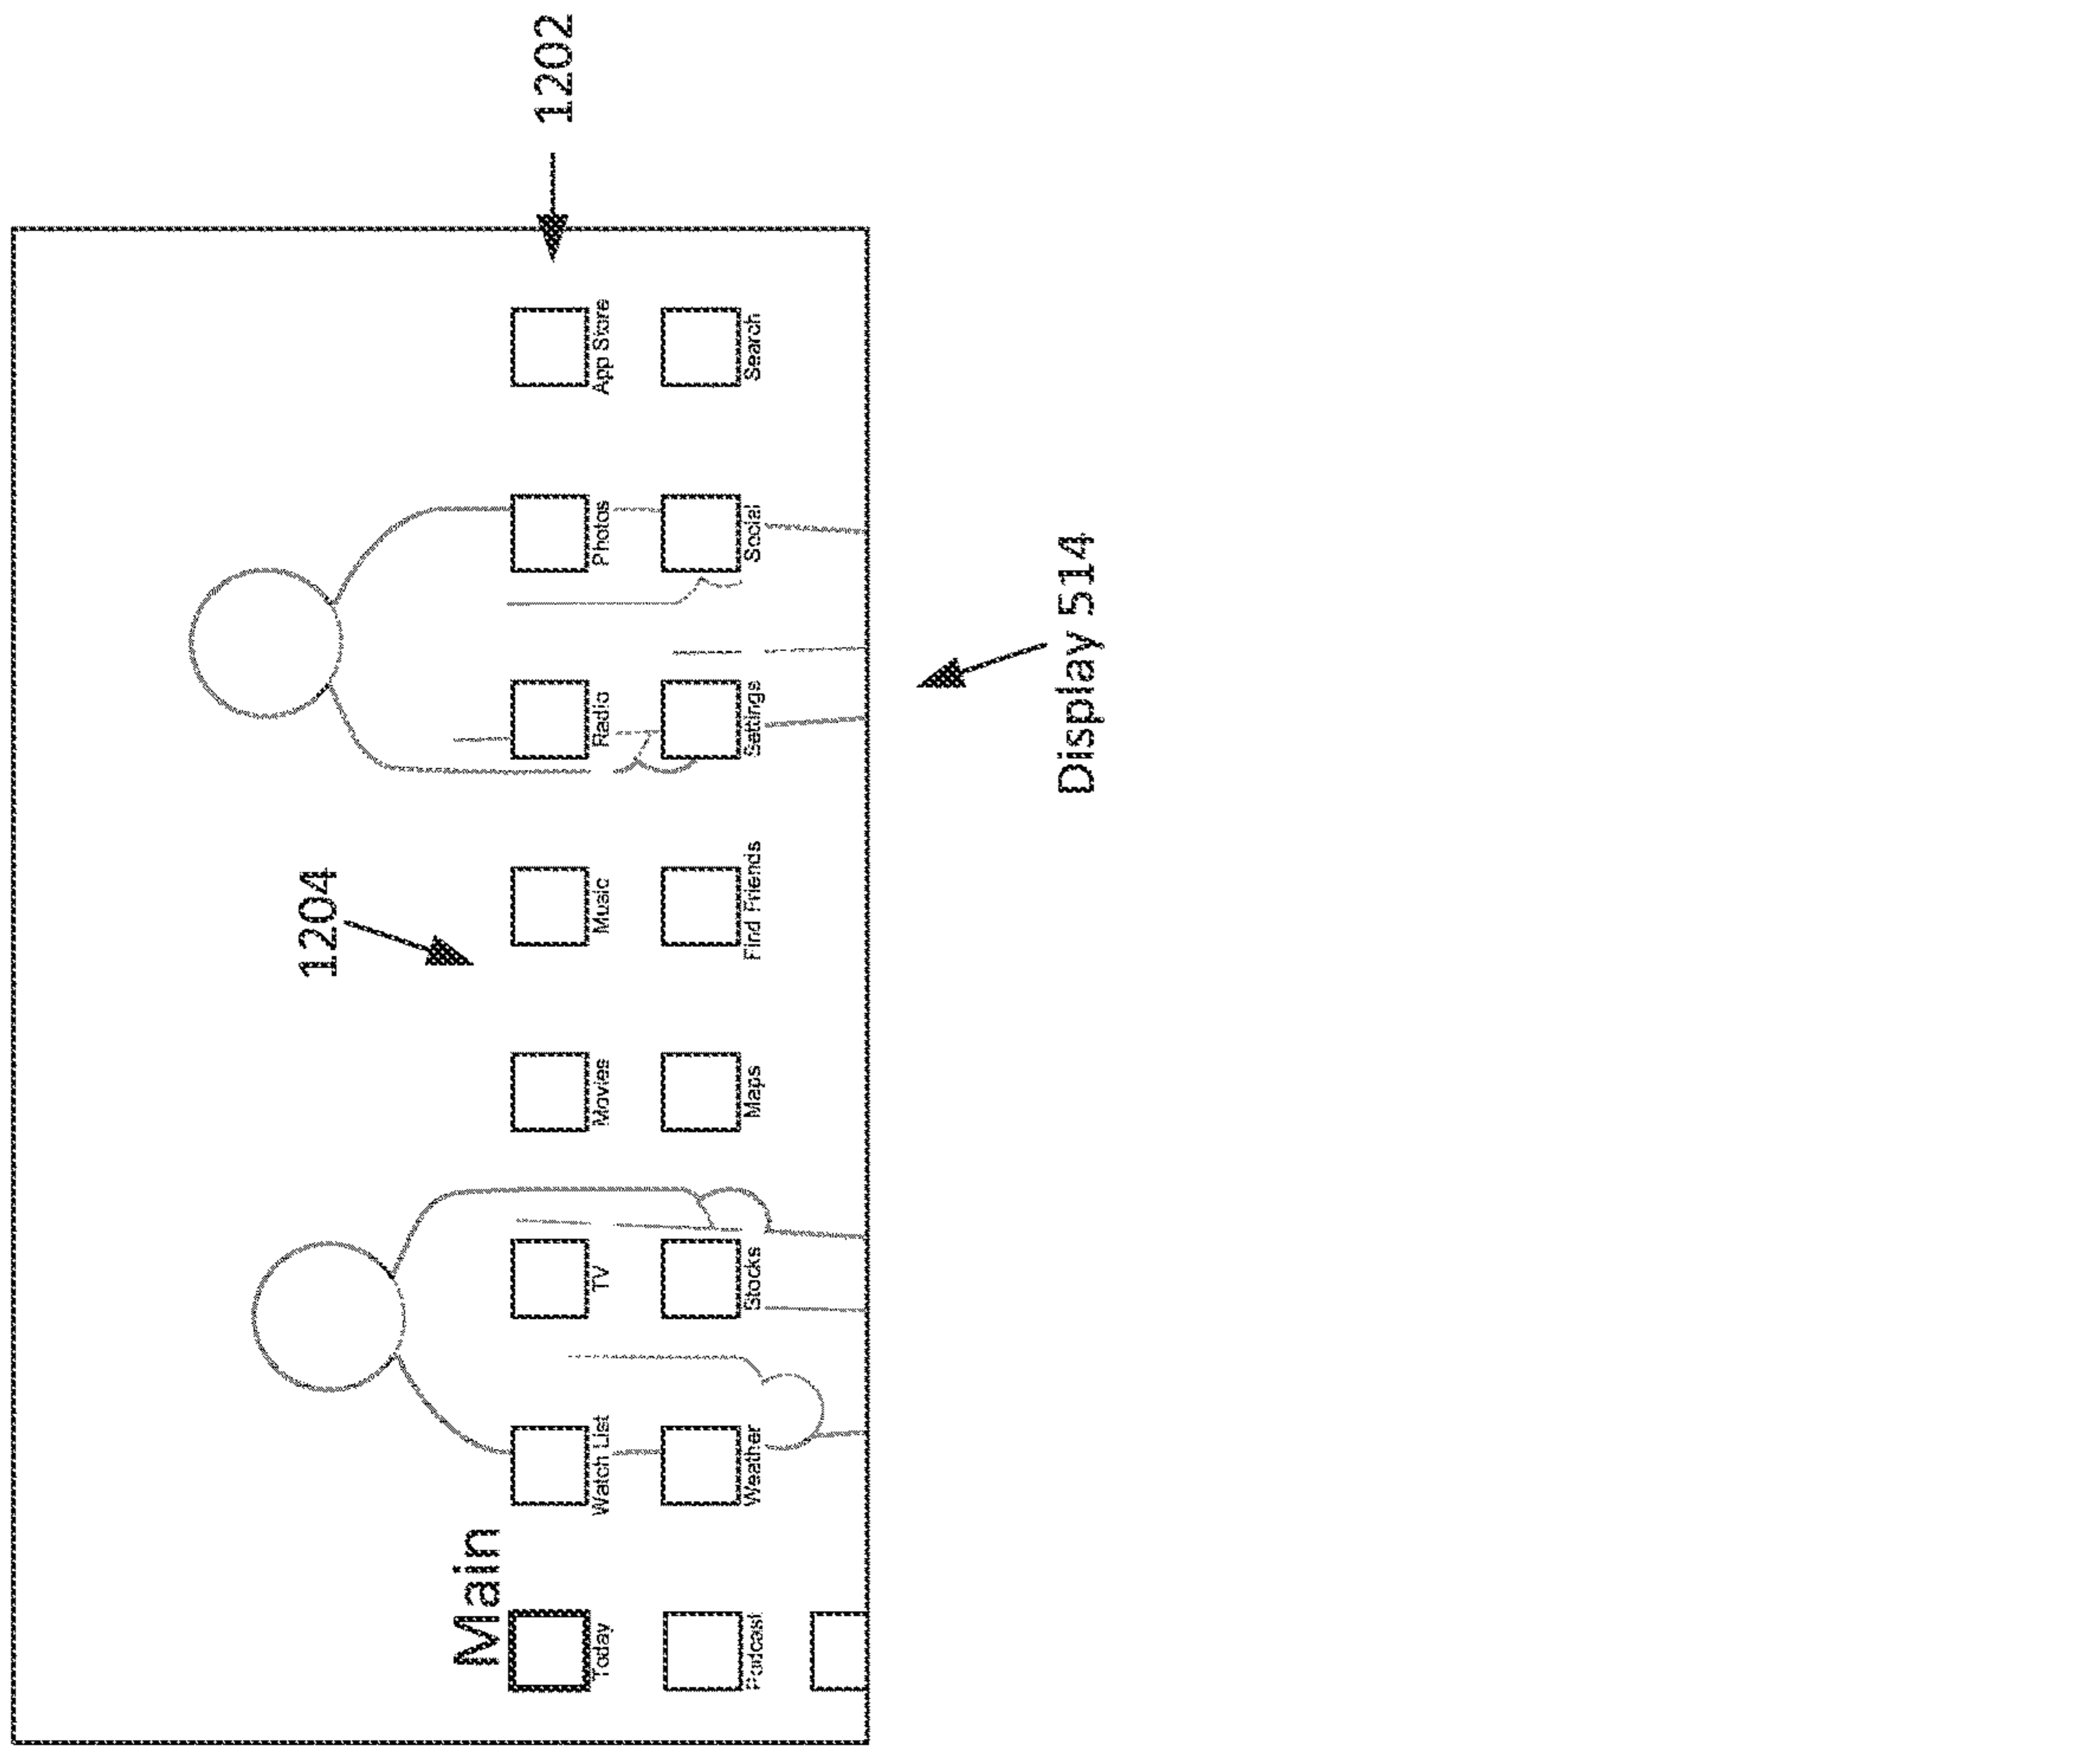 1202
1204
Main
Today
Watch List
TV
Movies
Music
Radio
Photos
App Store
Podcast
Weather
Stocks
Maps
Find Friends
Settings
Social
Search
Display 514